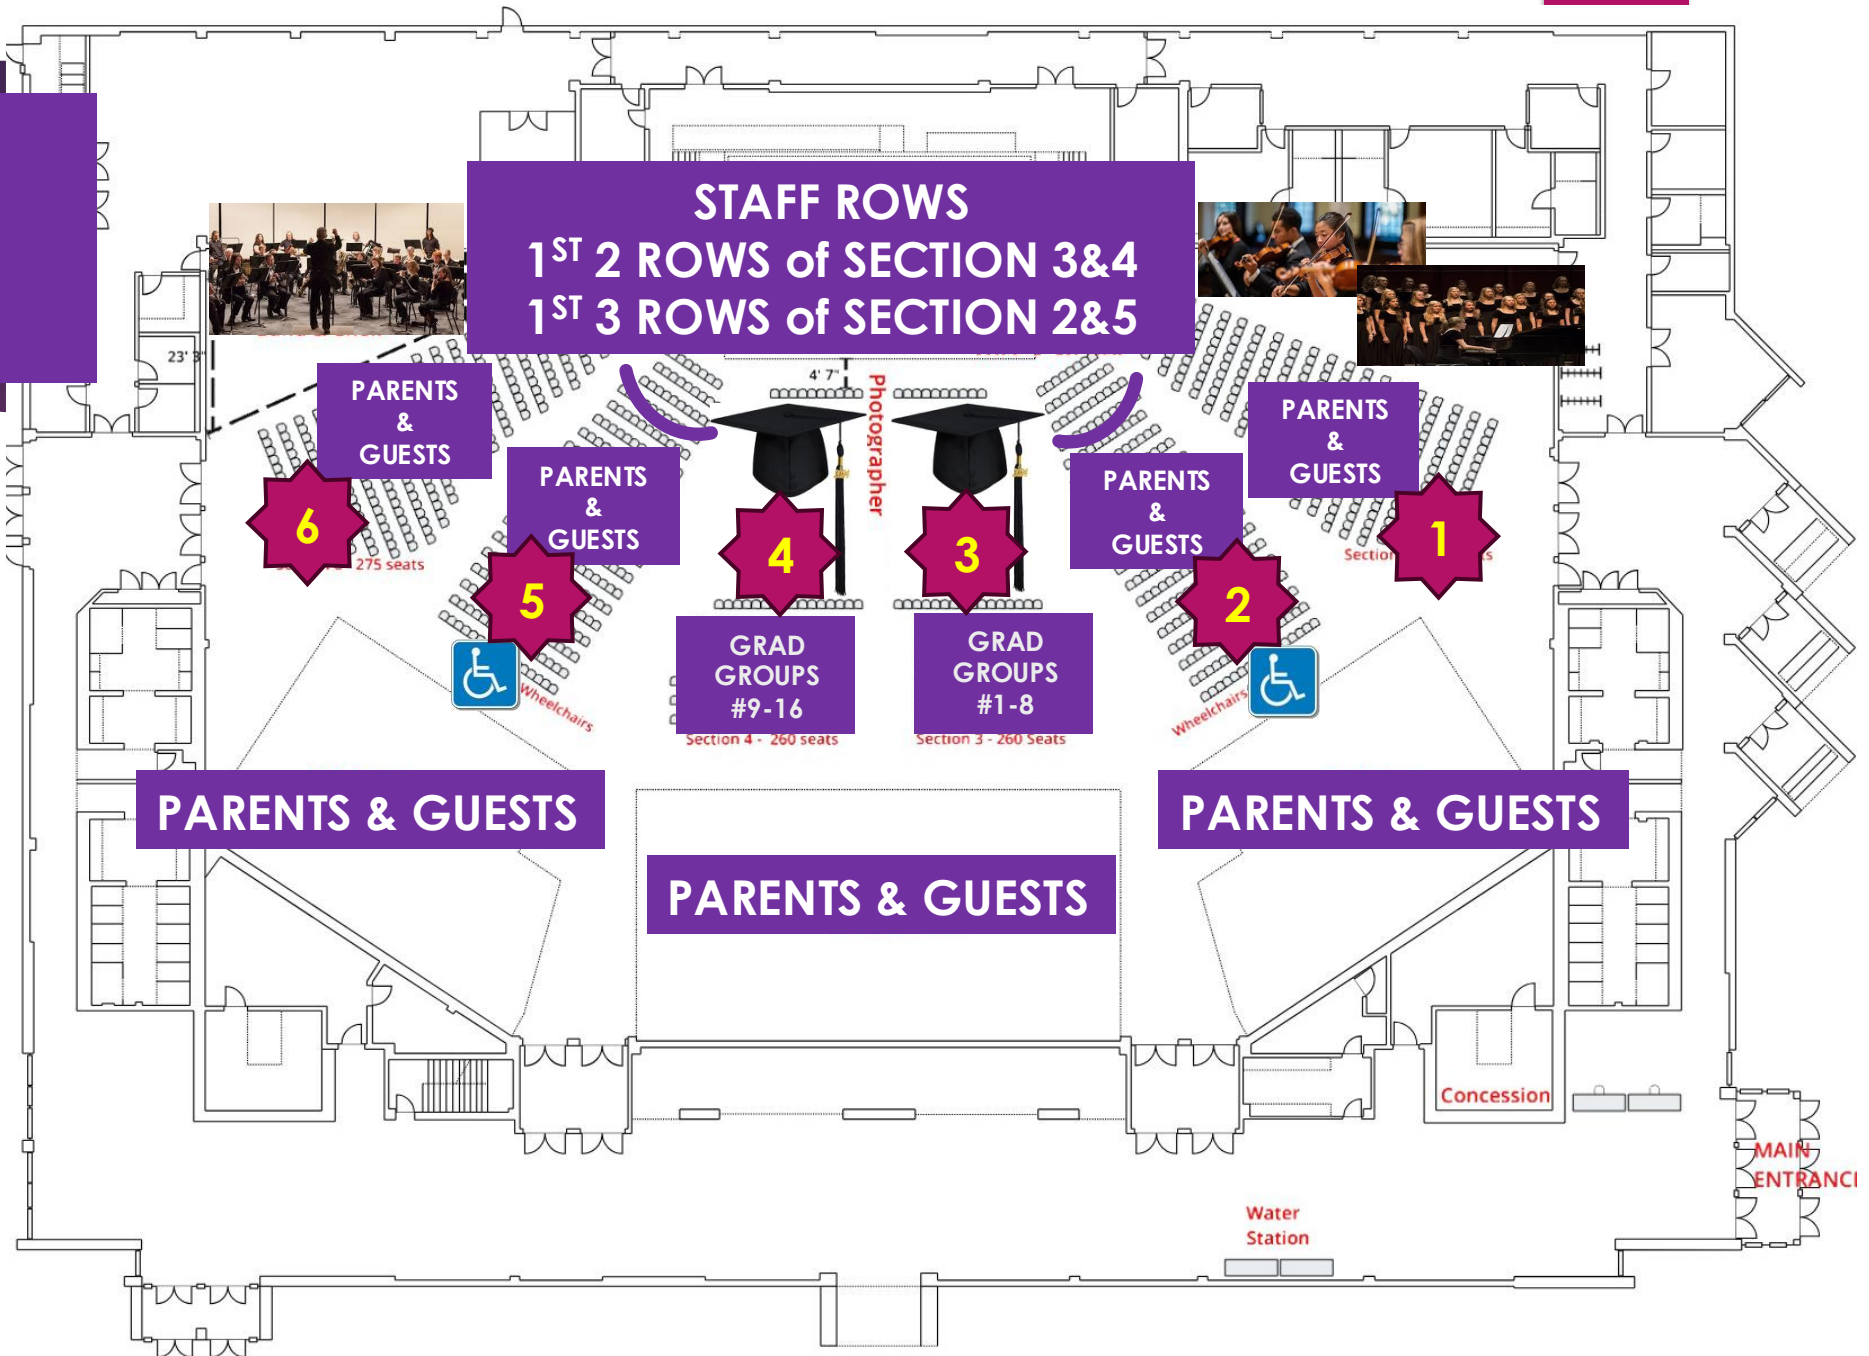 STAFF ROWS
1ST 2 ROWS of SECTION 3&4
1ST 3 ROWS of SECTION 2&5
23' 3"
4' 7"
Photographer
PARENTS
&
GUESTS
PARENTS
&
GUESTS
PARENTS
&
GUESTS
PARENTS
&
GUESTS
6
275 seats
5
4
3
2
1
Wheelchairs
GRAD
GROUPS
#9-16
Section 4 - 260 seats
GRAD
GROUPS
#1-8
Section 3 - 260 Seats
Wheelchairs
PARENTS & GUESTS
PARENTS & GUESTS
PARENTS & GUESTS
Concession
MAIN
ENTRANCE
Water
Station